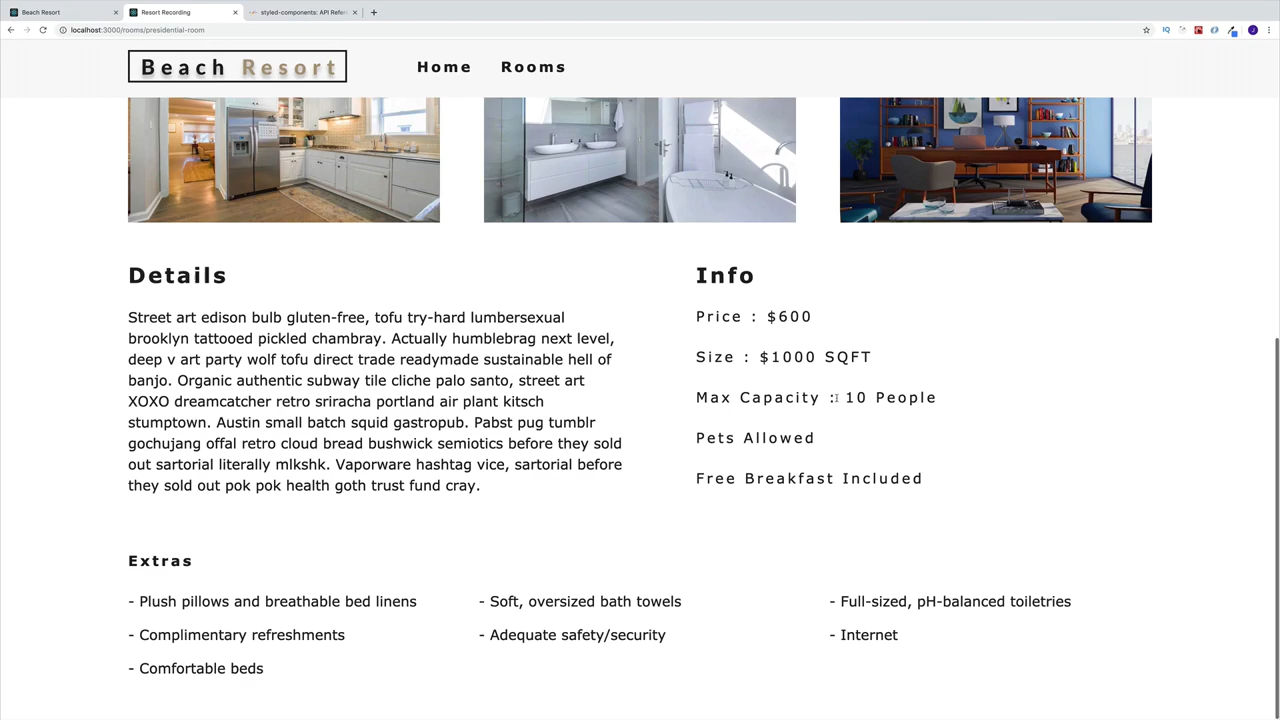 Beach Resort
Resort Recording
styled-components: API Refer
localhost:3000/rooms/presidential-room
Beach Resort
Home
Rooms
Details
Street art edison bulb gluten-free, tofu try-hard lumbersexual
brooklyn tattooed pickled chambray. Actually humblebrag next level,
deep v art party wolf tofu direct trade readymade sustainable hell of
banjo. Organic authentic subway tile cliche palo santo, street art
XOXO dreamcatcher retro sriracha portland air plant kitsch
stumptown. Austin small batch squid gastropub. Pabst pug tumblr
gochujang offal retro cloud bread bushwick semiotics before they sold
out sartorial literally mlkshk. Vaporware hashtag vice, sartorial before
they sold out pok pok health goth trust fund cray.
Info
Price : $600
Size : $1000 SQFT
Max Capacity : 10 People
Pets Allowed
Free Breakfast Included
Extras
- Plush pillows and breathable bed linens
- Soft, oversized bath towels
- Full-sized, pH-balanced toiletries
- Complimentary refreshments
- Adequate safety/security
- Internet
- Comfortable beds